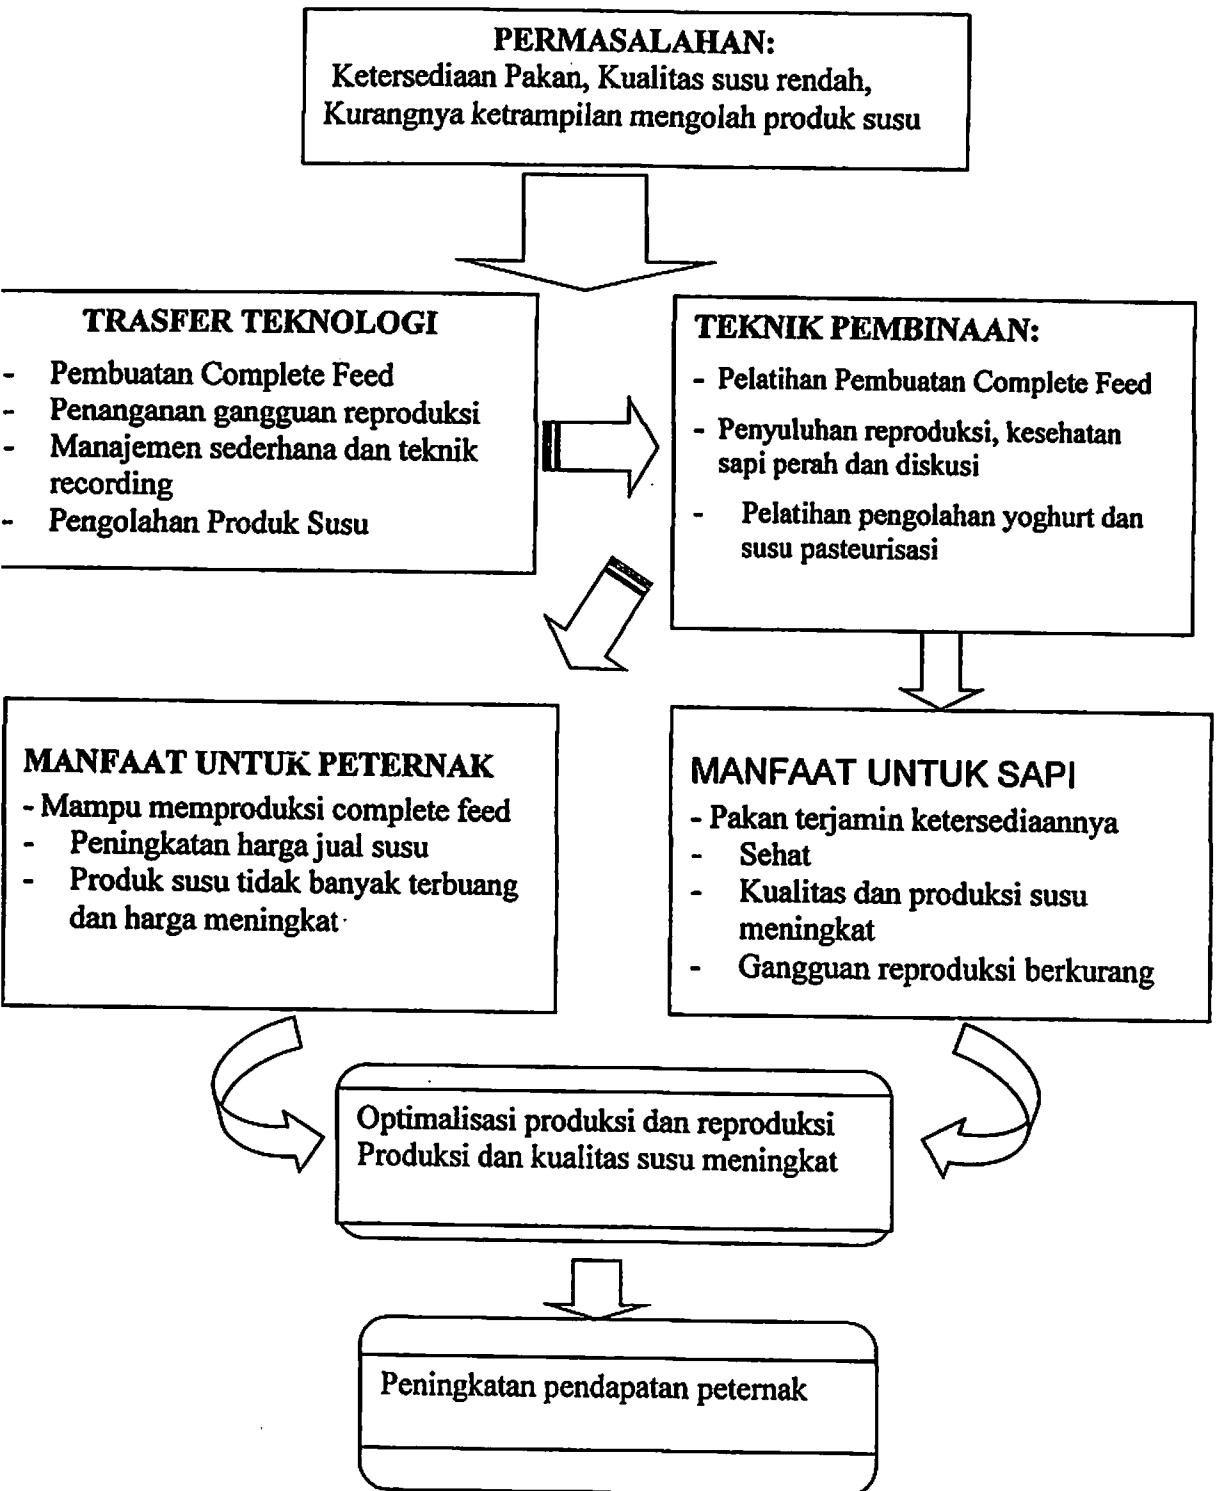 PERMASALAHAN:
Ketersediaan Pakan, Kualitas susu rendah,
Kurangnya ketrampilan mengolah produk susu
TRASFER TEKNOLOGI
- Pembuatan Complete Feed
- Penanganan gangguan reproduksi
- Manajemen sederhana dan teknik
recording
- Pengolahan Produk Susu
TEKNIK PEMBINAAN:
- Pelatihan Pembuatan Complete Feed
- Penyuluhan reproduksi, kesehatan
sapi perah dan diskusi
- Pelatihan pengolahan yoghurt dan
susu pasteurisasi
MANFAAT UNTUK PETERNAK
- Mampu memproduksi complete feed
- Peningkatan harga jual susu
- Produk susu tidak banyak terbuang
dan harga meningkat
MANFAAT UNTUK SAPI
- Pakan terjamin ketersediaannya
- Sehat
- Kualitas dan produksi susu
meningkat
- Gangguan reproduksi berkurang
Optimalisasi produksi dan reproduksi
Produksi dan kualitas susu meningkat
Peningkatan pendapatan peternak